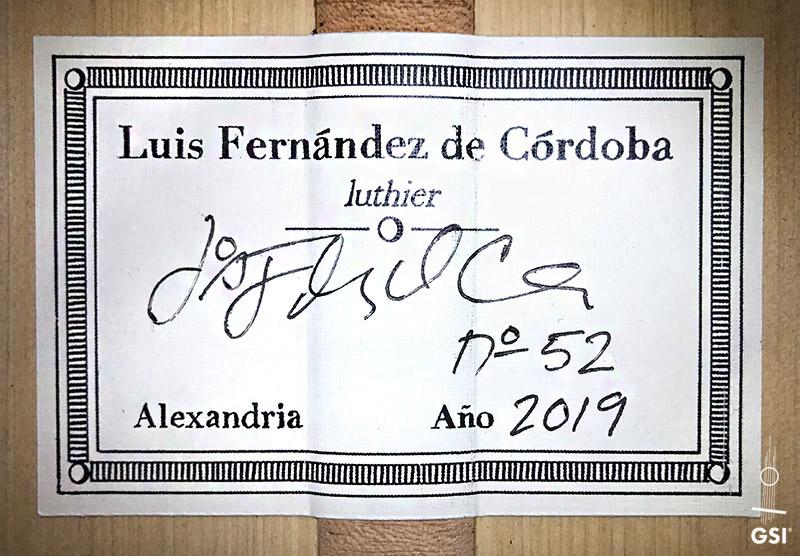 Luis Fernández de Córdoba
luthier
nº 52
Alexandria Año 2019
GSI